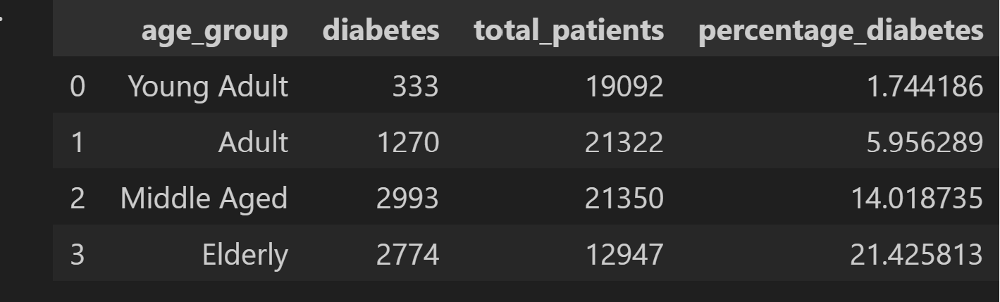 age_group diabetes total_patients percentage_diabetes
0 Young Adult 333 19092 1.744186
1 Adult 1270 21322 5.956289
2 Middle Aged 2993 21350 14.018735
3 Elderly 2774 12947 21.425813